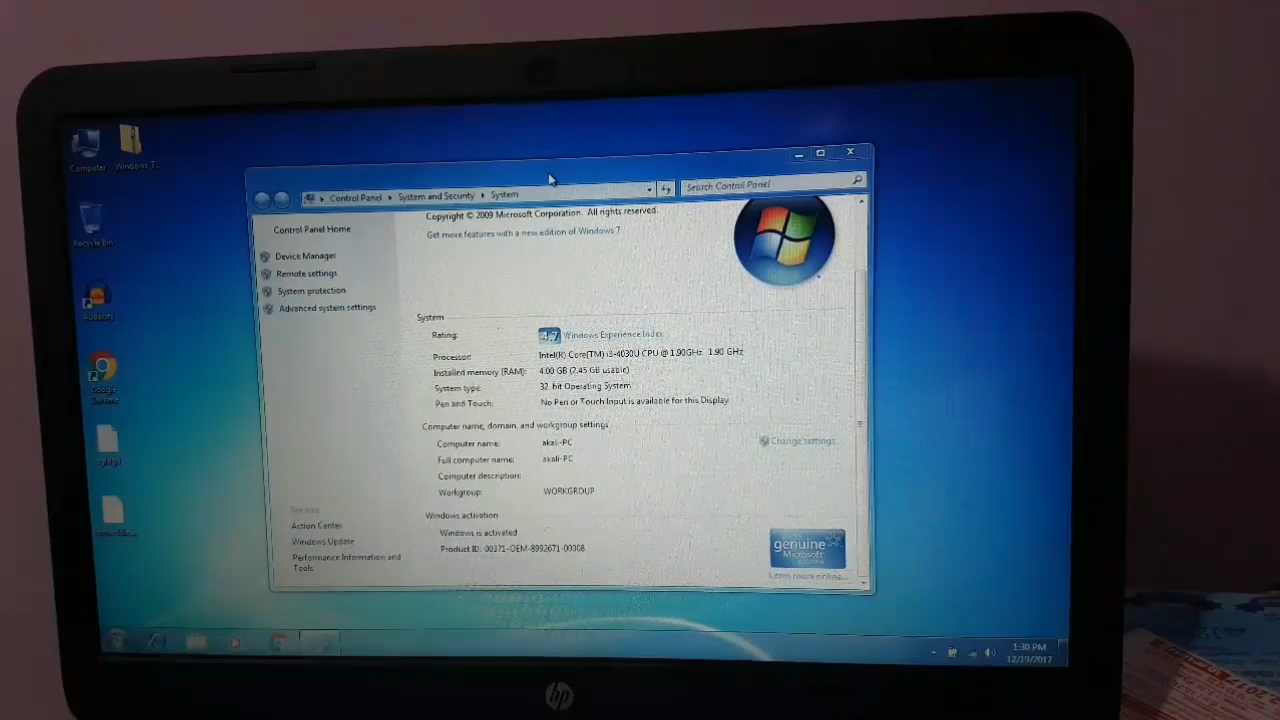 Computer
Windows_7...
Recycle Bin
Audacity
Google
Chrome
Control Panel
System and Security
System
Search Control Panel
Control Panel Home
Device Manager
Remote settings
System protection
Advanced system settings
See also
Action Center
Windows Update
Performance Information and
Tools
Copyright © 2009 Microsoft Corporation. All rights reserved.
Get more features with a new edition of Windows 7
System
Rating: 4.7 Windows Experience Index
Processor: Intel(R) Core(TM) i3-4030U CPU @ 1.90GHz 1.90 GHz
Installed memory (RAM): 4.00 GB (2.45 GB usable)
System type: 32-bit Operating System
Pen and Touch: No Pen or Touch Input is available for this Display
Computer name, domain, and workgroup settings
Computer name: akali-PC
Change settings
Full computer name: akali-PC
Computer description:
Workgroup: WORKGROUP
Windows activation
Windows is activated
Product ID: 00371-OEM-8992671-00008
genuine
Microsoft
software
Learn more online...
1:30 PM
12/19/2017
hp